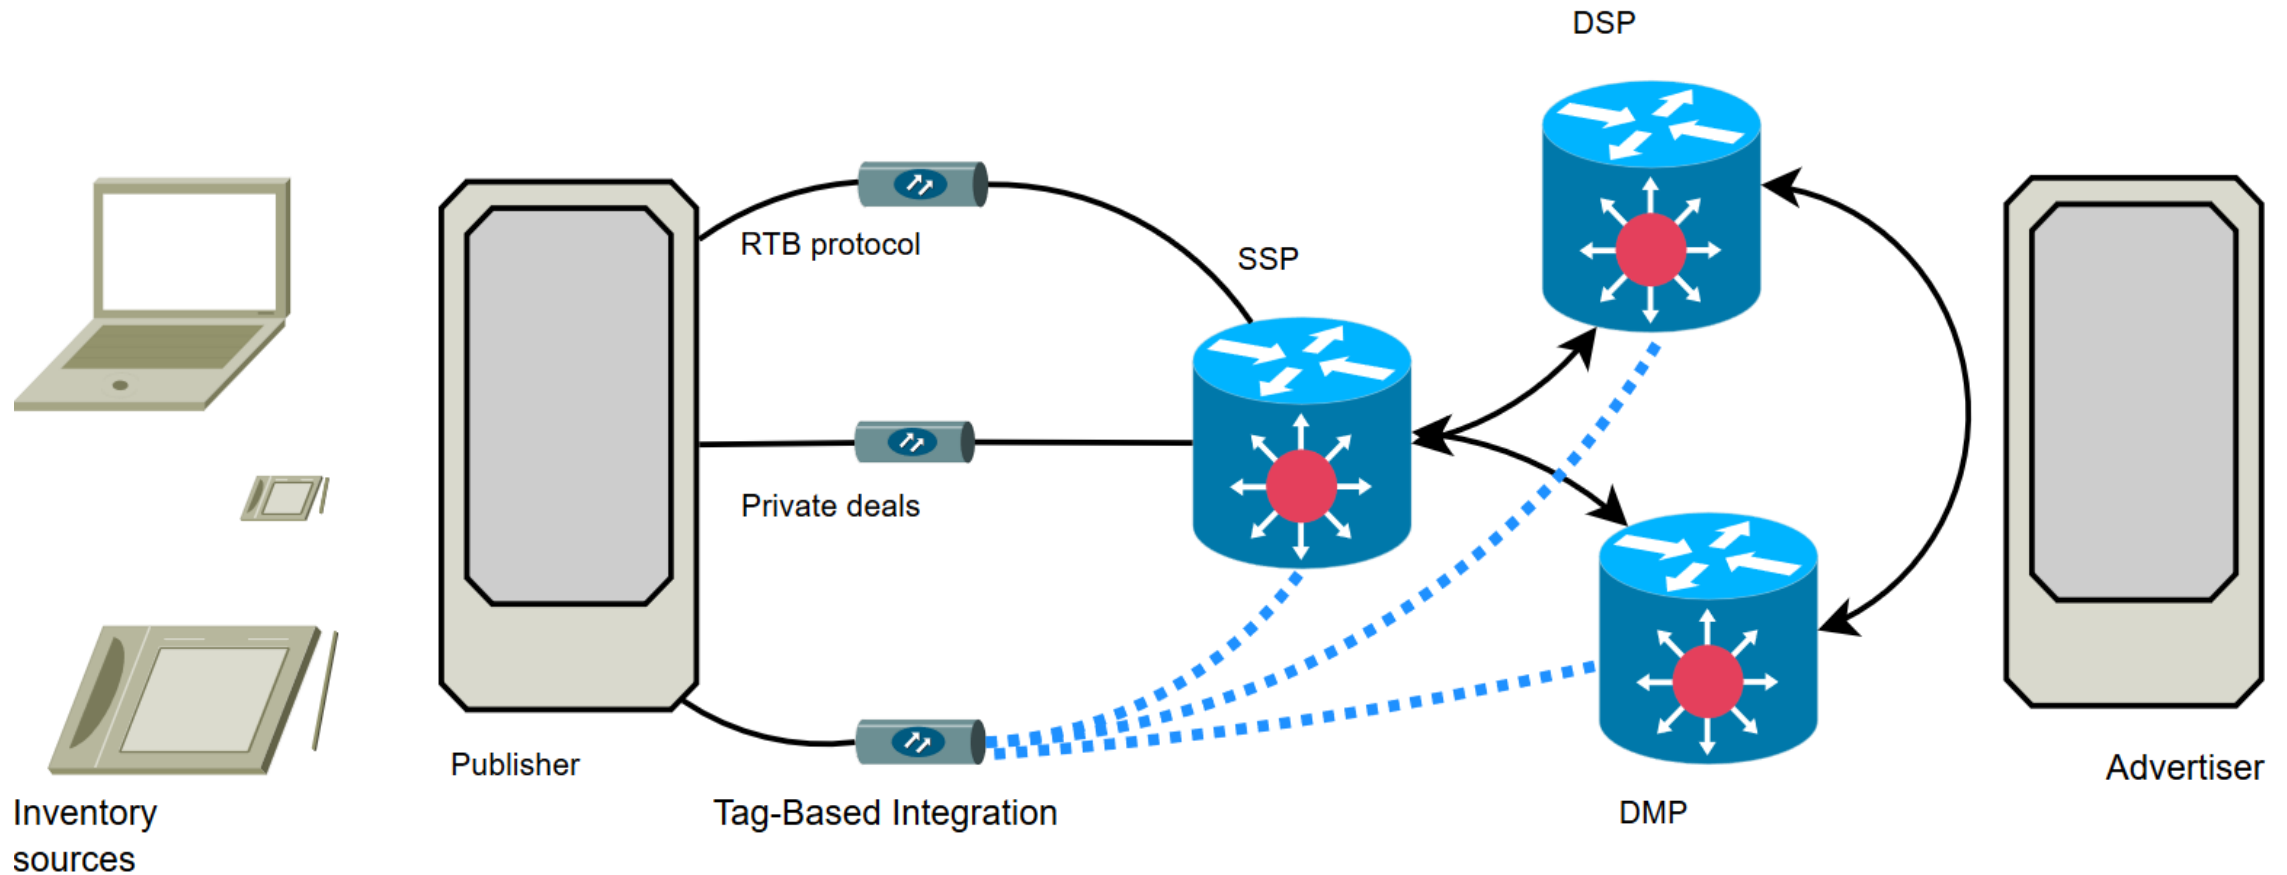 DSP
RTB protocol
SSP
Private deals
Publisher
Advertiser
Inventory
sources
Tag-Based Integration
DMP